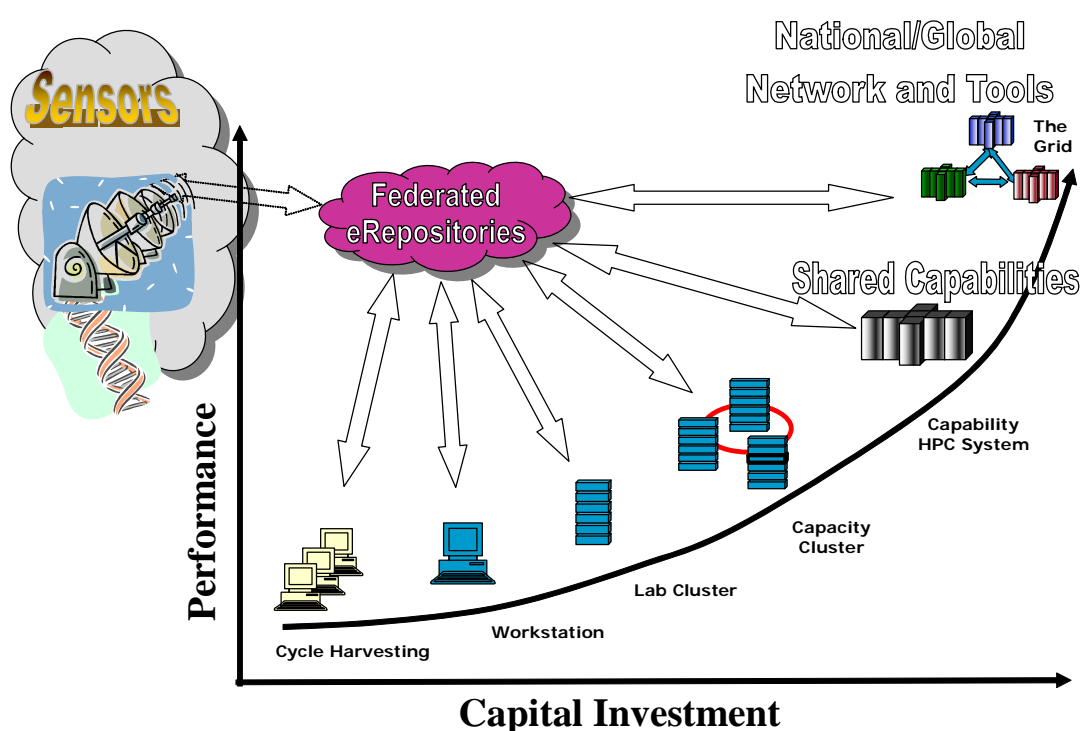 National/Global
Network and Tools
Sensors
The
Grid
Federated
eRepositories
Shared Capabilities
Capability
HPC System
Performance
Capacity
Cluster
Lab Cluster
Workstation
Cycle Harvesting
Capital Investment